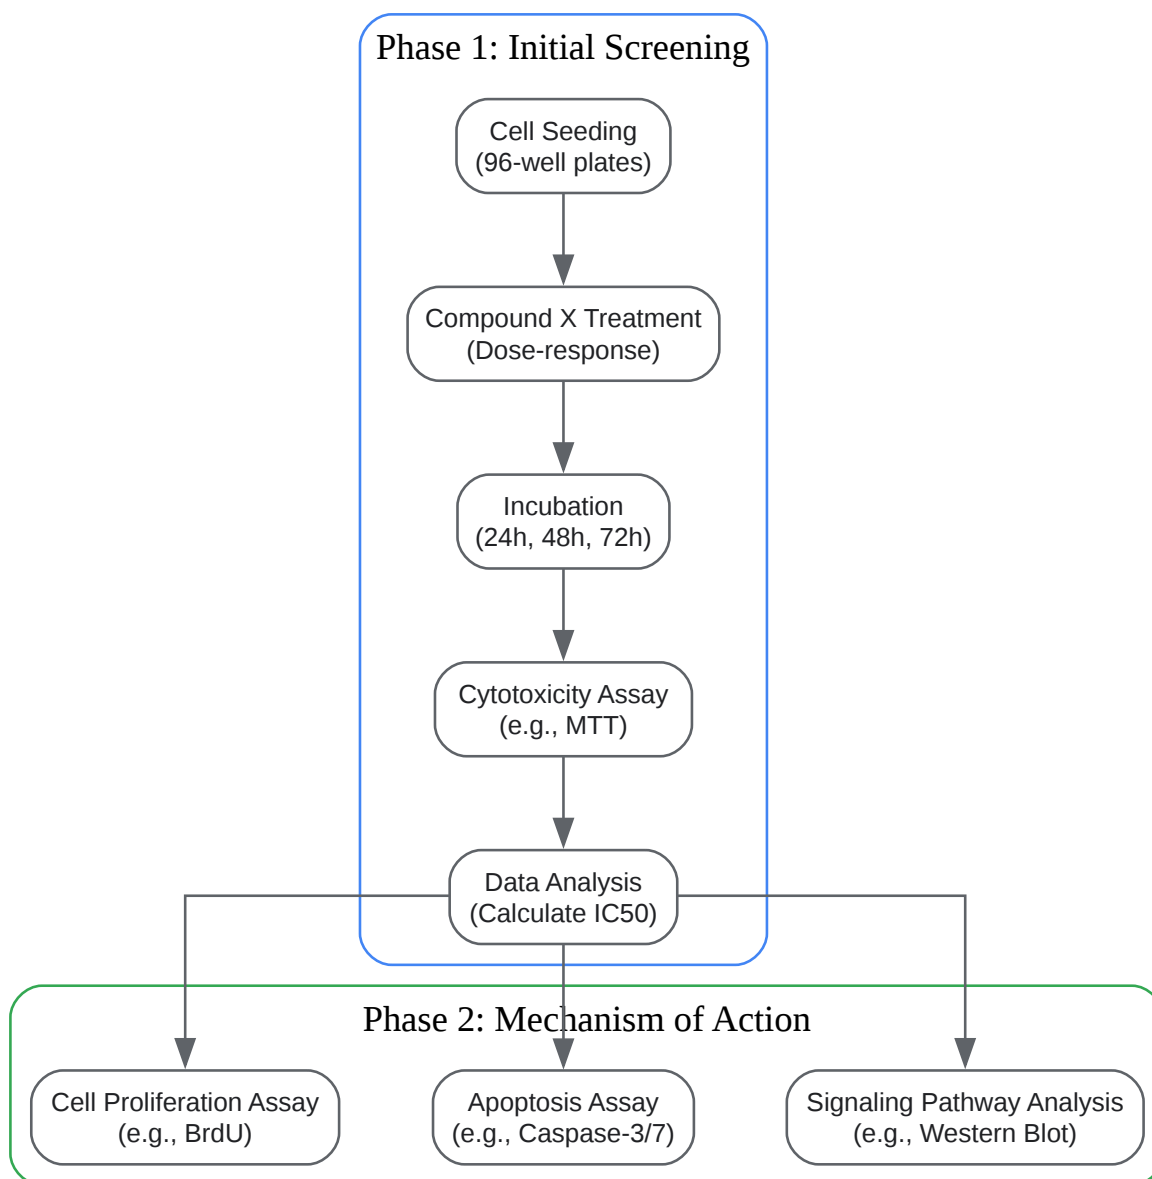 Phase 1: Initial Screening
Cell Seeding
(96-well plates)
Compound X Treatment
(Dose-response)
Incubation
(24h, 48h, 72h)
Cytotoxicity Assay
(e.g., MTT)
Data Analysis
(Calculate IC50)
Phase 2: Mechanism of Action
Cell Proliferation Assay
(e.g., BrdU)
Apoptosis Assay
(e.g., Caspase-3/7)
Signaling Pathway Analysis
(e.g., Western Blot)